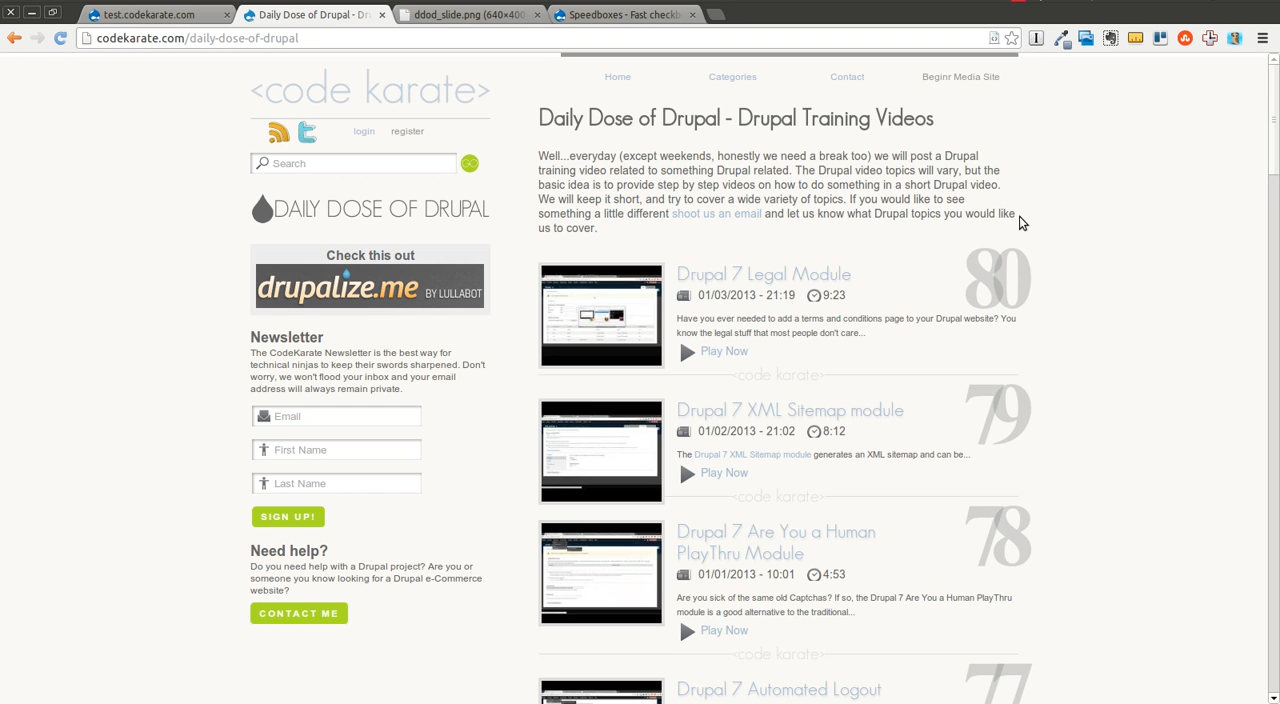 test.codekarate.com
Daily Dose of Drupal - Dr
ddod_slide.png (640×400
Speedboxes - Fast checkb
codekarate.com/daily-dose-of-drupal
<code karate>
login register
Search
GO
DAILY DOSE OF DRUPAL
Check this out
drupalize.me BY LULLABOT
Newsletter
The CodeKarate Newsletter is the best way for
technical ninjas to keep their swords sharpened. Don't
worry, we won't flood your inbox and your email
address will always remain private.
Email
First Name
Last Name
SIGN UP!
Need help?
Do you need help with a Drupal project? Are you or
someone you know looking for a Drupal e-Commerce
website?
CONTACT ME
Home Categories Contact Beginr Media Site
Daily Dose of Drupal - Drupal Training Videos
Well...everyday (except weekends, honestly we need a break too) we will post a Drupal
training video related to something Drupal related. The Drupal video topics will vary, but the
basic idea is to provide step by step videos on how to do something in a short Drupal video.
We will keep it short, and try to cover a wide variety of topics. If you would like to see
something a little different shoot us an email and let us know what Drupal topics you would like
us to cover.
Drupal 7 Legal Module
80
01/03/2013 - 21:19 9:23
Have you ever needed to add a terms and conditions page to your Drupal website? You
know the legal stuff that most people don't care...
Play Now
<code karate>
Drupal 7 XML Sitemap module
79
01/02/2013 - 21:02 8:12
The Drupal 7 XML Sitemap module generates an XML sitemap and can be...
Play Now
<code karate>
Drupal 7 Are You a Human
PlayThru Module
78
01/01/2013 - 10:01 4:53
Are you sick of the same old Captchas? If so, the Drupal 7 Are You a Human PlayThru
module is a good alternative to the traditional...
Play Now
<code karate>
Drupal 7 Automated Logout
77